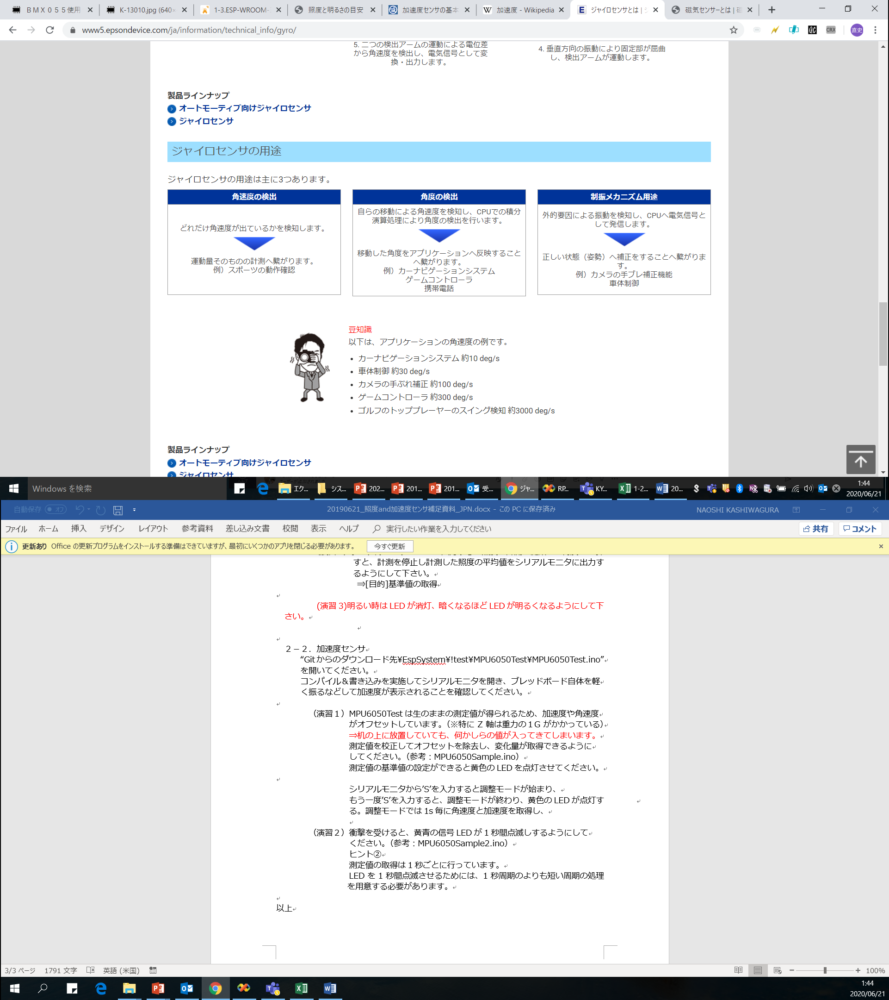 ＢＭＸ０５５使用
K-13010.jpg (640×
1-3.ESP-WROOM-
照度と明るさの目安
加速度センサの基本
加速度 - Wikipedia
ジャイロセンサとは | ジ
磁気センサーとは | 磁
www5.epsondevice.com/ja/information/technical_info/gyro/
QC
CRX
直史
5. 二つの検出アームの運動による電位差
から角速度を検出し、電気信号として変
換・出力します。
4. 垂直方向の振動により固定部が屈曲
し、検出アームが運動します。
製品ラインナップ
オートモーティブ向けジャイロセンサ
ジャイロセンサ
ジャイロセンサの用途
ジャイロセンサの用途は主に3つあります。
角速度の検出
どれだけ角速度が出ているかを検知します。
運動量そのものの計測へ繋がります。
例）スポーツの動作確認
角度の検出
自らの移動による角速度を検知し、CPUでの積分
演算処理により角度の検出を行います。
移動した角度をアプリケーションへ反映すること
へ繋がります。
例）カーナビゲーションシステム
ゲームコントローラ
携帯電話
制振メカニズム用途
外的要因による振動を検知し、CPUへ電気信号と
して発信します。
正しい状態（姿勢）へ補正をすることへ繋がりま
す。
例）カメラの手ブレ補正機能
車体制御
豆知識
以下は、アプリケーションの角速度の例です。
• カーナビゲーションシステム 約10 deg/s
• 車体制御 約30 deg/s
• カメラの手ぶれ補正 約100 deg/s
• ゲームコントローラ 約300 deg/s
• ゴルフのトッププレーヤーのスイング検知 約3000 deg/s
製品ラインナップ
オートモーティブ向けジャイロセンサ
ジャイロセンサ
Windows を検索
エク...
シス...
202...
201...
201...
受...
ジャ...
RP...
KY...
1-2...
20...
1:44
2020/06/21
自動保存 オフ
20190621_照度and加速度センサ補足資料_JPN.docx - この PC に保存済み
NAOSHI KASHIWAGURA
ファイル ホーム 挿入 デザイン レイアウト 参考資料 差し込み文書 校閲 表示 ヘルプ 実行したい作業を入力してください
共有
コメント
更新あり Office の更新プログラムをインストールする準備はできていますが、最初にいくつかのアプリを閉じる必要があります。
今すぐ更新
すと、計測を停止し計測した照度の平均値をシリアルモニタに出力す
るようにして下さい。
⇒[目的]基準値の取得
(演習 3)明るい時は LED が消灯、暗くなるほど LED が明るくなるようにして下
さい。
２－２．加速度センサ
“Git からのダウンロード先¥EspSystem¥!test¥MPU6050Test¥MPU6050Test.ino”
を開いてください。
コンパイル＆書き込みを実施してシリアルモニタを開き、ブレッドボード自体を軽
く振るなどして加速度が表示されることを確認してください。
（演習１）MPU6050Test は生のままの測定値が得られるため、加速度や角速度
がオフセットしています。（※特に Z 軸は重力の１G がかかっている）
⇒机の上に放置していても、何かしらの値が入ってきてしまいます。
測定値を校正してオフセットを除去し、変化量が取得できるように
してください。（参考：MPU6050Sample.ino）
測定値の基準値の設定ができると黄色の LED を点灯させてください。
シリアルモニタから’S’を入力すると調整モードが始まり、
もう一度’S’を入力すると、調整モードが終わり、黄色の LED が点灯す
る。調整モードでは 1s 毎に角速度と加速度を取得し、
（演習２）衝撃を受けると、黄青の信号 LED が 1 秒間点滅しするようにして
ください。（参考：MPU6050Sample2.ino）
ヒント②
測定値の取得は 1 秒ごとに行っています。
LED を 1 秒間点滅させるためには、1 秒周期のよりも短い周期の処理
を用意する必要があります。
以上
3/3 ページ 1791 文字 英語 (米国)
100%
1:44
2020/06/21